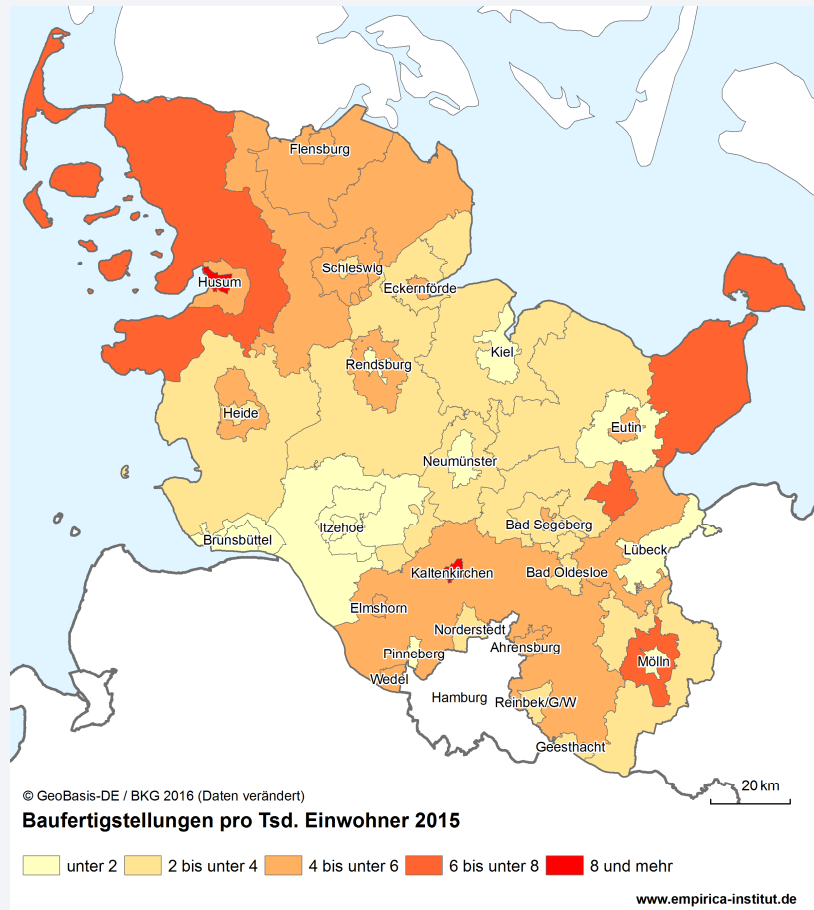 Flensburg
Schleswig
Husum
Eckernförde
Kiel
Rendsburg
Heide
Eutin
Neumünster
Bad Segeberg
Itzehoe
Brunsbüttel
Lübeck
Kaltenkirchen
Bad Oldesloe
Elmshorn
Norderstedt
Ahrensburg
Pinneberg
Mölln
Wedel
Hamburg
Reinbek/G/W
Geesthacht
20 km
© GeoBasis-DE / BKG 2016 (Daten verändert)
Baufertigstellungen pro Tsd. Einwohner 2015
unter 2 2 bis unter 4 4 bis unter 6 6 bis unter 8 8 und mehr
www.empirica-institut.de